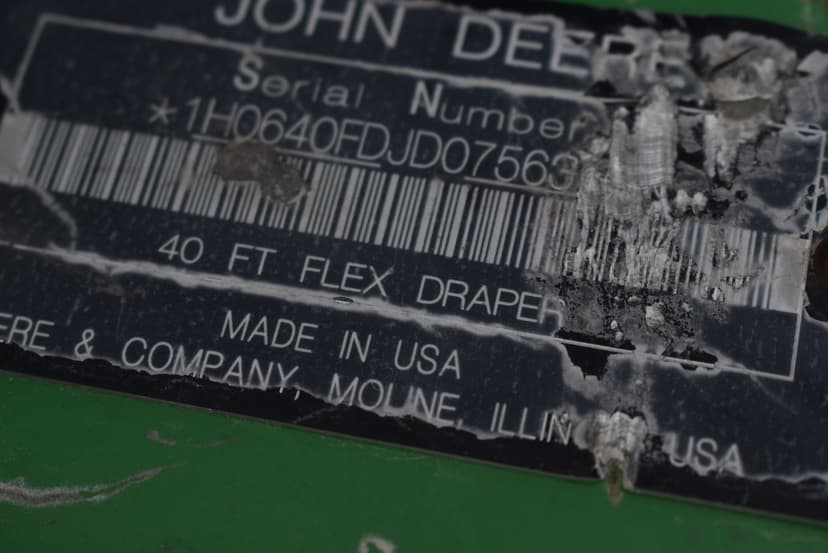 JOHN DEERE
Serial Number
*1H0640FDJD07563
40 FT FLEX DRAPER
MADE IN USA
ERE & COMPANY, MOLINE, ILLIN USA